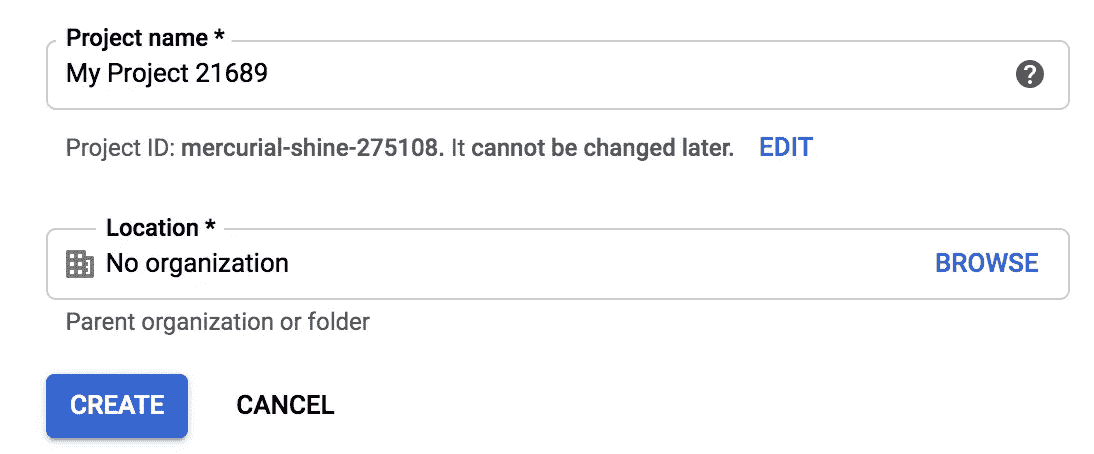 Project name *
My Project 21689
Project ID: mercurial-shine-275108. It cannot be changed later. EDIT
Location *
No organization BROWSE
Parent organization or folder
CREATE CANCEL